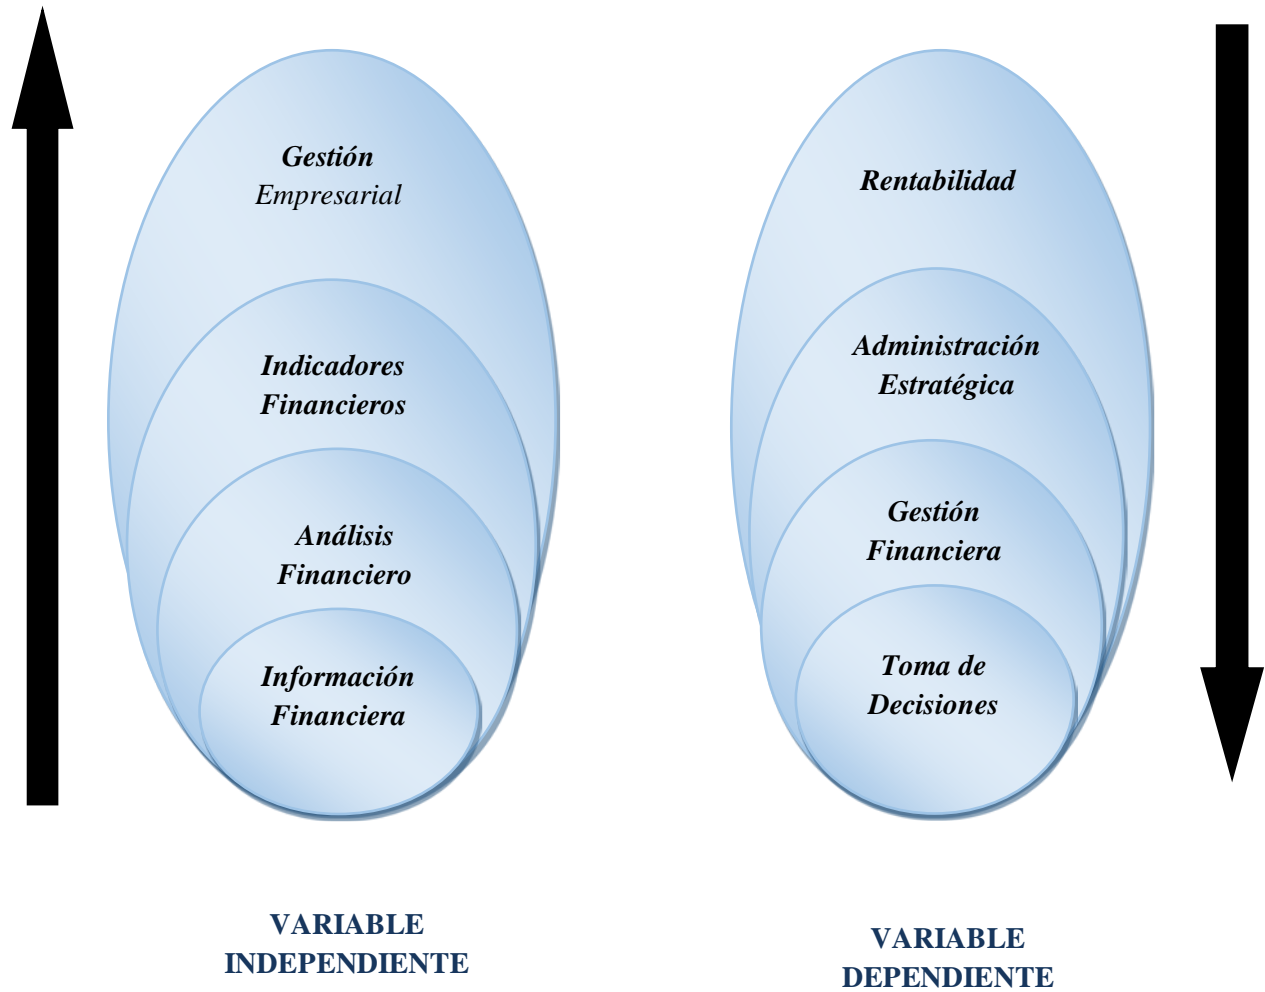 Gestión
Empresarial
Indicadores
Financieros
Análisis
Financiero
Información
Financiera
VARIABLE
INDEPENDIENTE
Rentabilidad
Administración
Estratégica
Gestión
Financiera
Toma de
Decisiones
VARIABLE
DEPENDIENTE